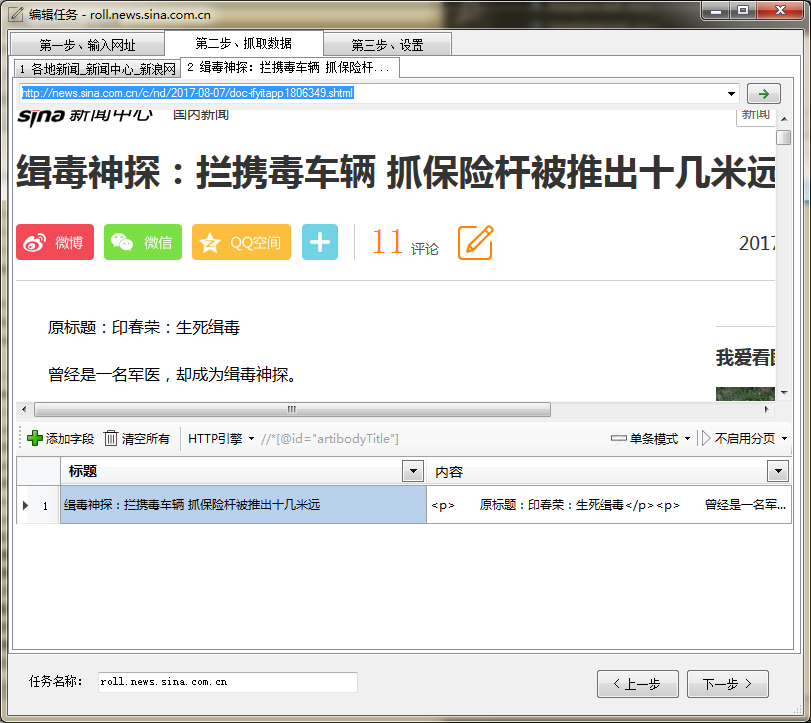 编辑任务 - roll.news.sina.com.cn
第一步、输入网址 第二步、抓取数据 第三步、设置
1 各地新闻_新闻中心_新浪网 2 缉毒神探：拦携毒车辆 抓保险杆...
http://news.sina.com.cn/c/nd/2017-08-07/doc-ifyitapp1806349.shtml
sina 新闻中心 国内新闻 新闻
缉毒神探：拦携毒车辆 抓保险杆被推出十几米远
微博 微信 QQ空间 11 评论 2017
原标题：印春荣：生死缉毒
我爱看
曾经是一名军医，却成为缉毒神探。
添加字段 清空所有 HTTP引擎 //*[@id="artibodyTitle"] 单条模式 不启用分页
标题 内容
1 缉毒神探：拦携毒车辆 抓保险杆被推出十几米远 <p> 原标题：印春荣：生死缉毒</p><p> 曾经是一名军...
任务名称： roll.news.sina.com.cn 上一步 下一步